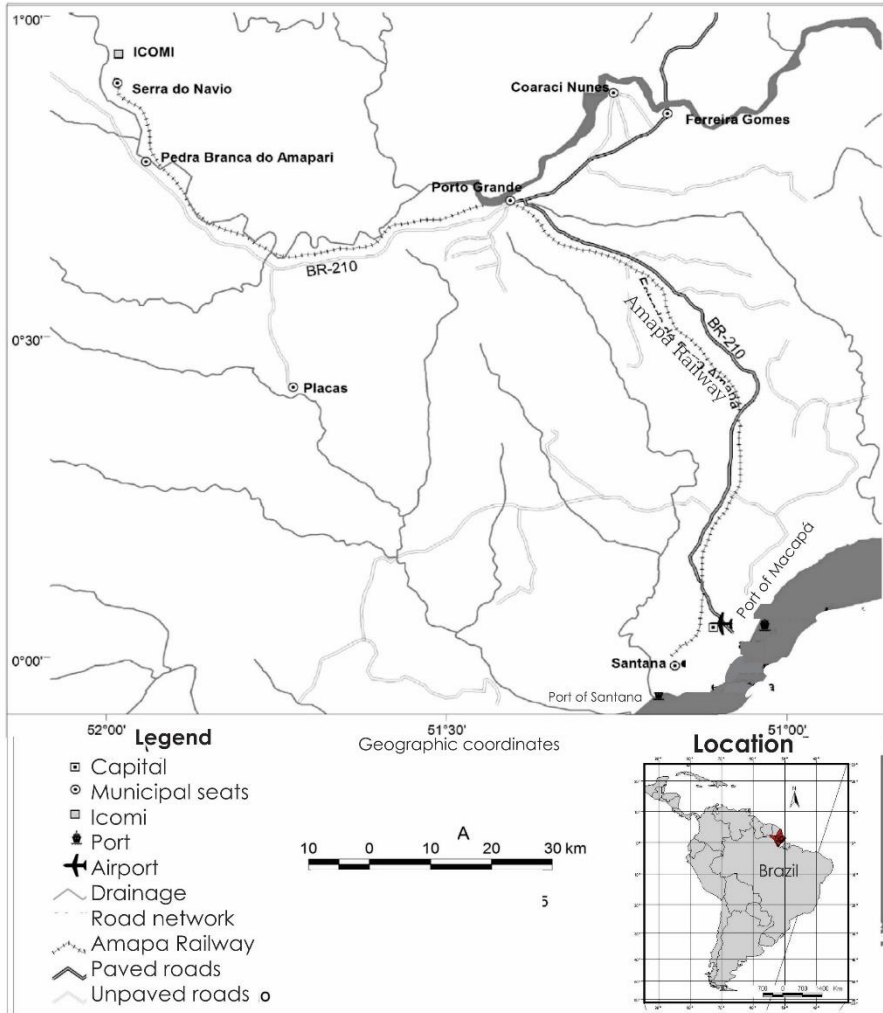 1°00'
ICOMI
Serra do Navio
Coaraci Nunes
Ferreira Gomes
Pedra Branca do Amapari
Porto Grande
BR-210
0°30'
Amapa Railway
BR-210
Placas
Port of Macapá
0°00'
Santana
Port of Santana
52°00'
51°30'
51°00'
Legend
Capital
Municipal seats
Icomi
Port
Airport
Drainage
Road network
Amapa Railway
Paved roads
Unpaved roads
Geographic coordinates
A
10 0 10 20 30 km
5
Location
N
Brazil